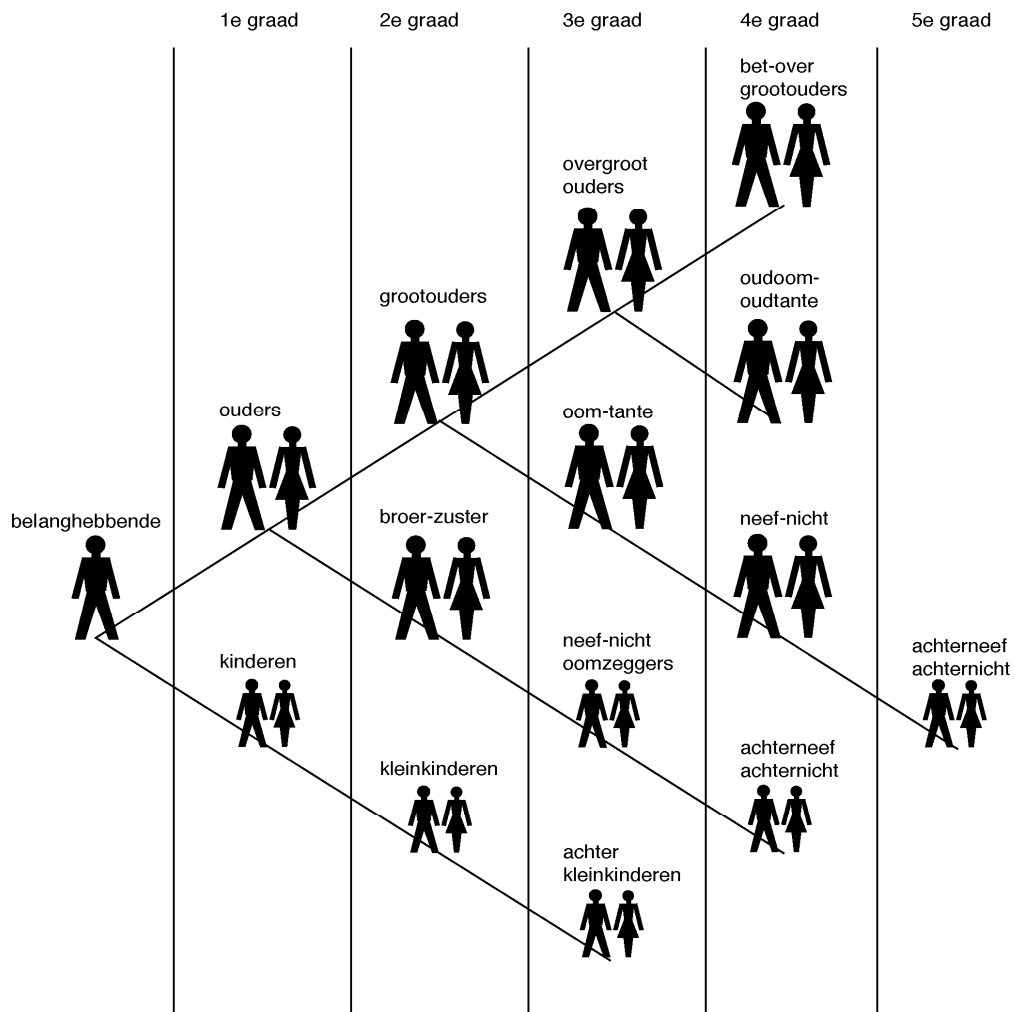 1e graad
2e graad
3e graad
4e graad
5e graad
bet-over
grootouders
overgroot
ouders
oudoom-
oudtante
grootouders
ouders
oom-tante
belanghebbende
broer-zuster
neef-nicht
kinderen
neef-nicht
oomzeggers
achterneef
achternicht
kleinkinderen
achterneef
achternicht
achter
kleinkinderen